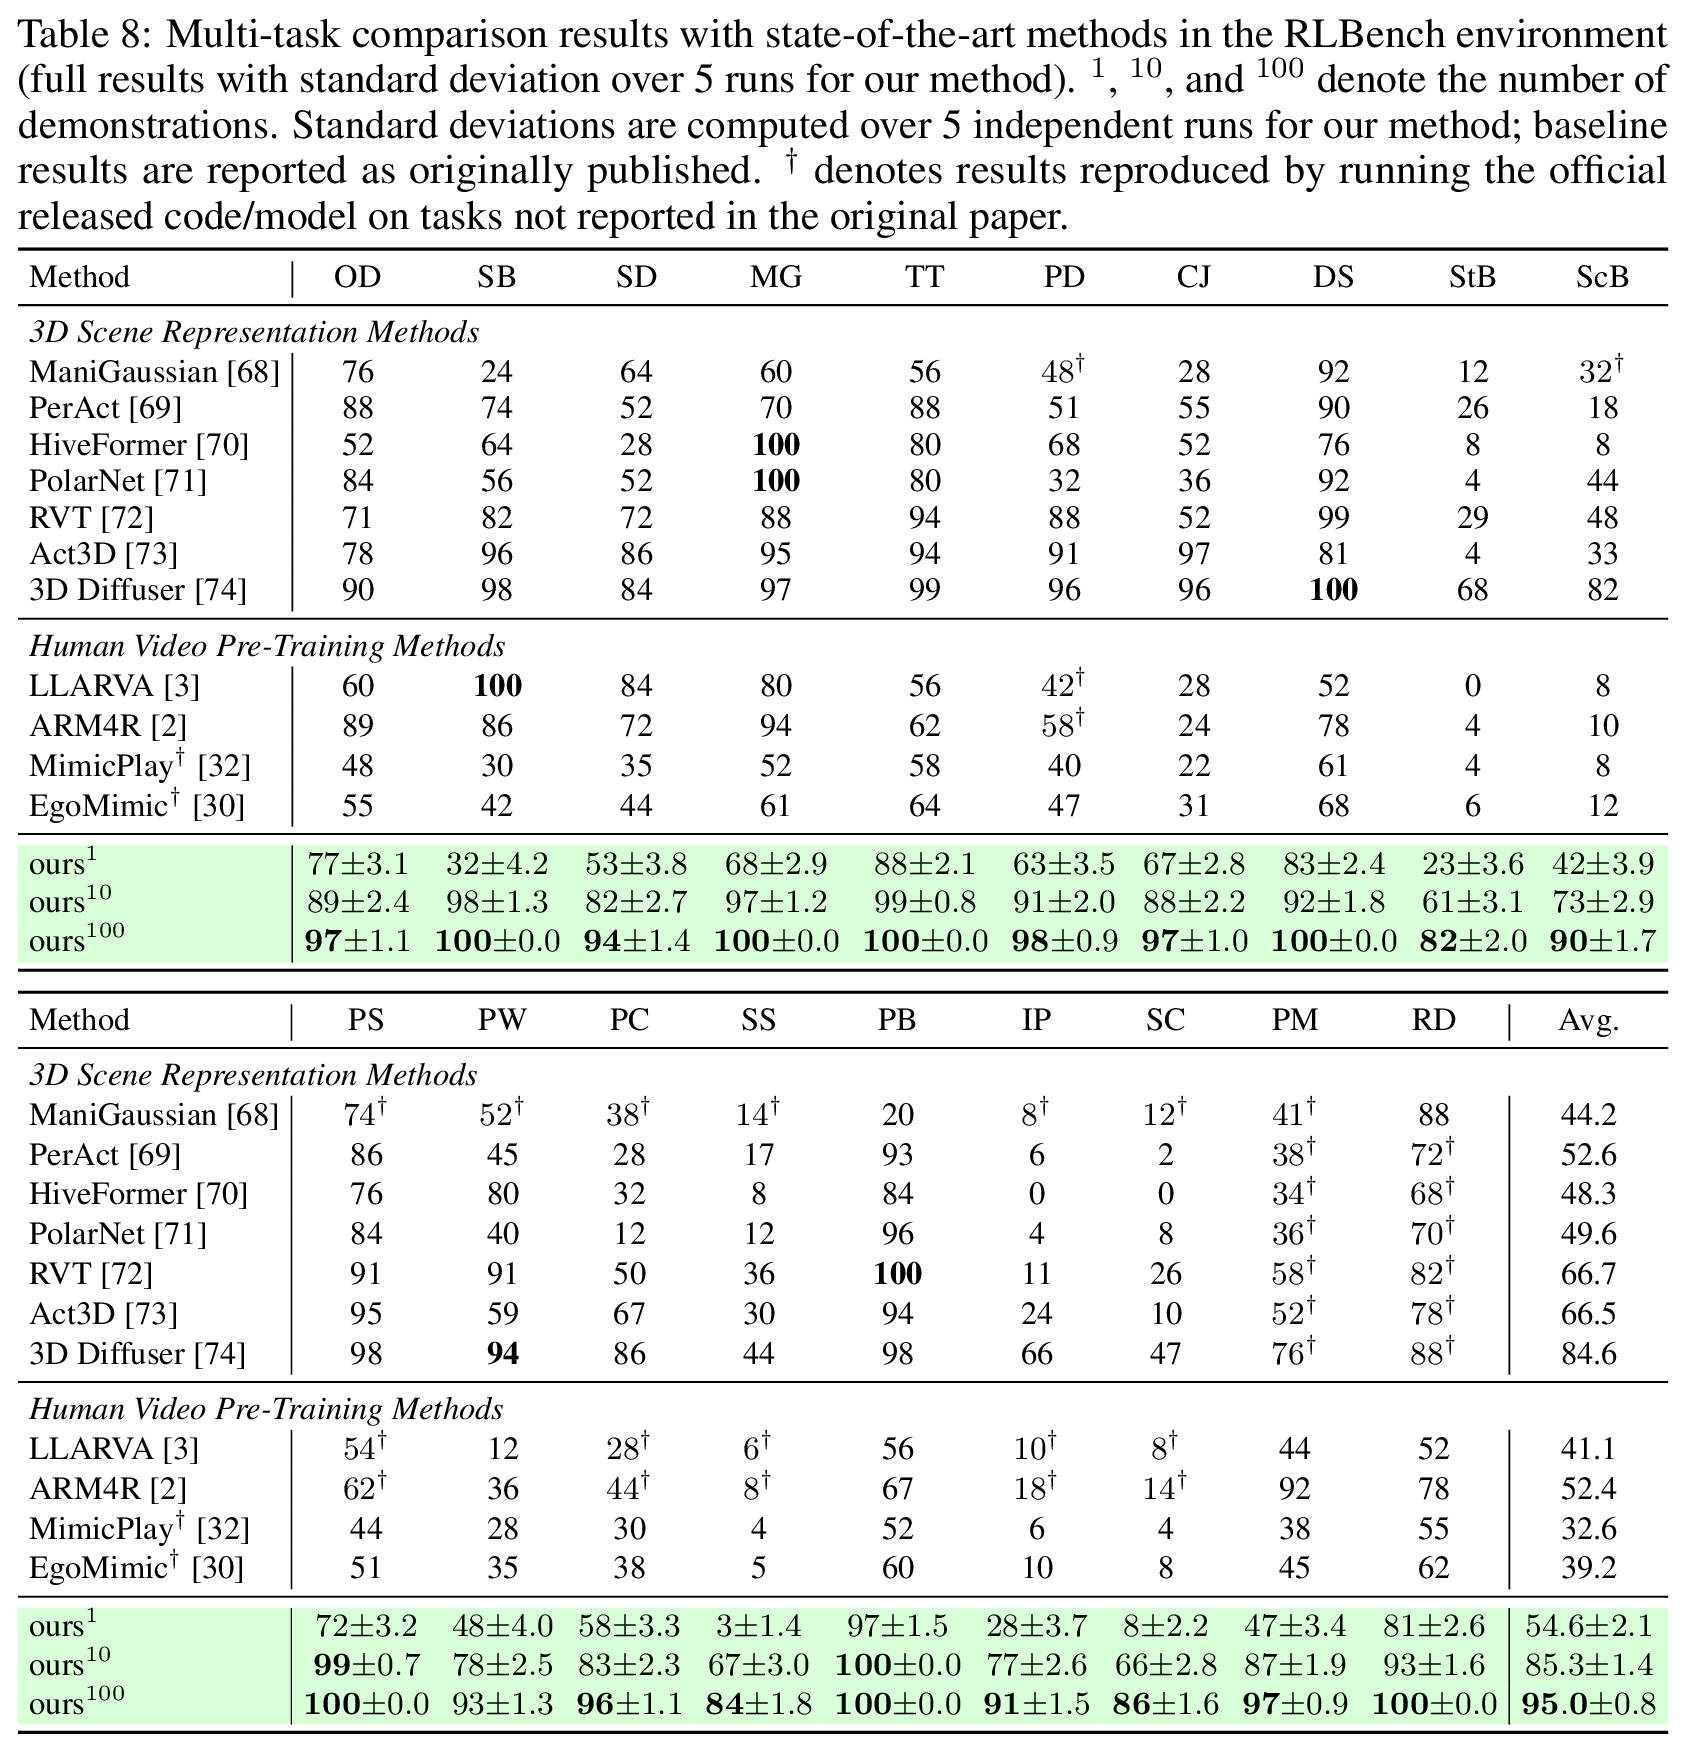 Table 8: Multi-task comparison results with state-of-the-art methods in the RLBench environment
(full results with standard deviation over 5 runs for our method). ¹, ¹⁰, and ¹⁰⁰ denote the number of
demonstrations. Standard deviations are computed over 5 independent runs for our method; baseline
results are reported as originally published. † denotes results reproduced by running the official
released code/model on tasks not reported in the original paper.
Method OD SB SD MG TT PD CJ DS StB ScB
3D Scene Representation Methods
ManiGaussian [68] 76 24 64 60 56 48† 28 92 12 32†
PerAct [69] 88 74 52 70 88 51 55 90 26 18
HiveFormer [70] 52 64 28 100 80 68 52 76 8 8
PolarNet [71] 84 56 52 100 80 32 36 92 4 44
RVT [72] 71 82 72 88 94 88 52 99 29 48
Act3D [73] 78 96 86 95 94 91 97 81 4 33
3D Diffuser [74] 90 98 84 97 99 96 96 100 68 82
Human Video Pre-Training Methods
LLARVA [3] 60 100 84 80 56 42† 28 52 0 8
ARM4R [2] 89 86 72 94 62 58† 24 78 4 10
MimicPlay† [32] 48 30 35 52 58 40 22 61 4 8
EgoMimic† [30] 55 42 44 61 64 47 31 68 6 12
ours¹ 77±3.1 32±4.2 53±3.8 68±2.9 88±2.1 63±3.5 67±2.8 83±2.4 23±3.6 42±3.9
ours¹⁰ 89±2.4 98±1.3 82±2.7 97±1.2 99±0.8 91±2.0 88±2.2 92±1.8 61±3.1 73±2.9
ours¹⁰⁰ 97±1.1 100±0.0 94±1.4 100±0.0 100±0.0 98±0.9 97±1.0 100±0.0 82±2.0 90±1.7
Method PS PW PC SS PB IP SC PM RD Avg.
3D Scene Representation Methods
ManiGaussian [68] 74† 52† 38† 14† 20 8† 12† 41† 88 44.2
PerAct [69] 86 45 28 17 93 6 2 38† 72† 52.6
HiveFormer [70] 76 80 32 8 84 0 0 34† 68† 48.3
PolarNet [71] 84 40 12 12 96 4 8 36† 70† 49.6
RVT [72] 91 91 50 36 100 11 26 58† 82† 66.7
Act3D [73] 95 59 67 30 94 24 10 52† 78† 66.5
3D Diffuser [74] 98 94 86 44 98 66 47 76† 88† 84.6
Human Video Pre-Training Methods
LLARVA [3] 54† 12 28† 6† 56 10† 8† 44 52 41.1
ARM4R [2] 62† 36 44† 8† 67 18† 14† 92 78 52.4
MimicPlay† [32] 44 28 30 4 52 6 4 38 55 32.6
EgoMimic† [30] 51 35 38 5 60 10 8 45 62 39.2
ours¹ 72±3.2 48±4.0 58±3.3 3±1.4 97±1.5 28±3.7 8±2.2 47±3.4 81±2.6 54.6±2.1
ours¹⁰ 99±0.7 78±2.5 83±2.3 67±3.0 100±0.0 77±2.6 66±2.8 87±1.9 93±1.6 85.3±1.4
ours¹⁰⁰ 100±0.0 93±1.3 96±1.1 84±1.8 100±0.0 91±1.5 86±1.6 97±0.9 100±0.0 95.0±0.8